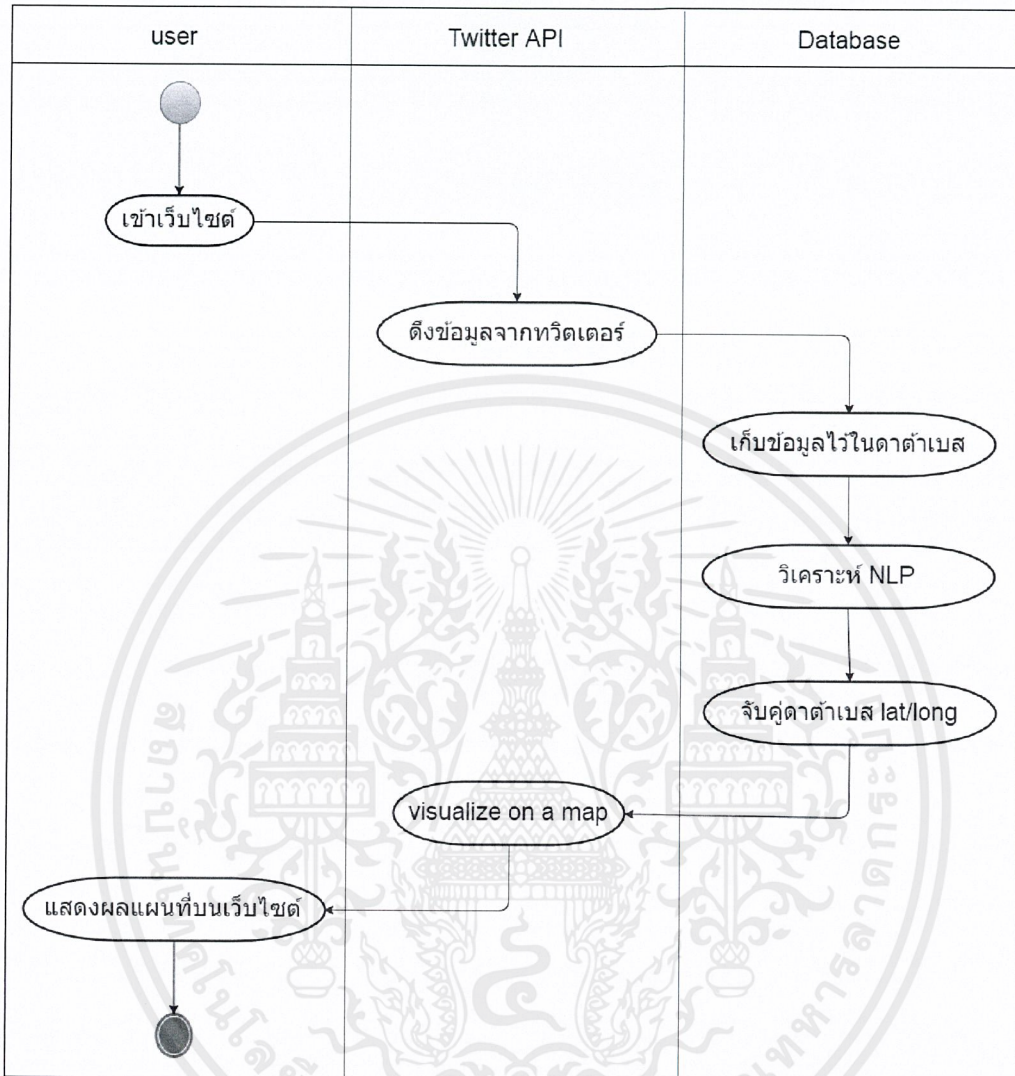 user
Twitter API
Database
เข้าเว็บไซต์
ดึงข้อมูลจากทวิตเตอร์
เก็บข้อมูลไว้ในดาต้าเบส
วิเคราะห์ NLP
จับคู่ดาต้าเบส lat/long
visualize on a map
แสดงผลแผนที่บนเว็บไซต์